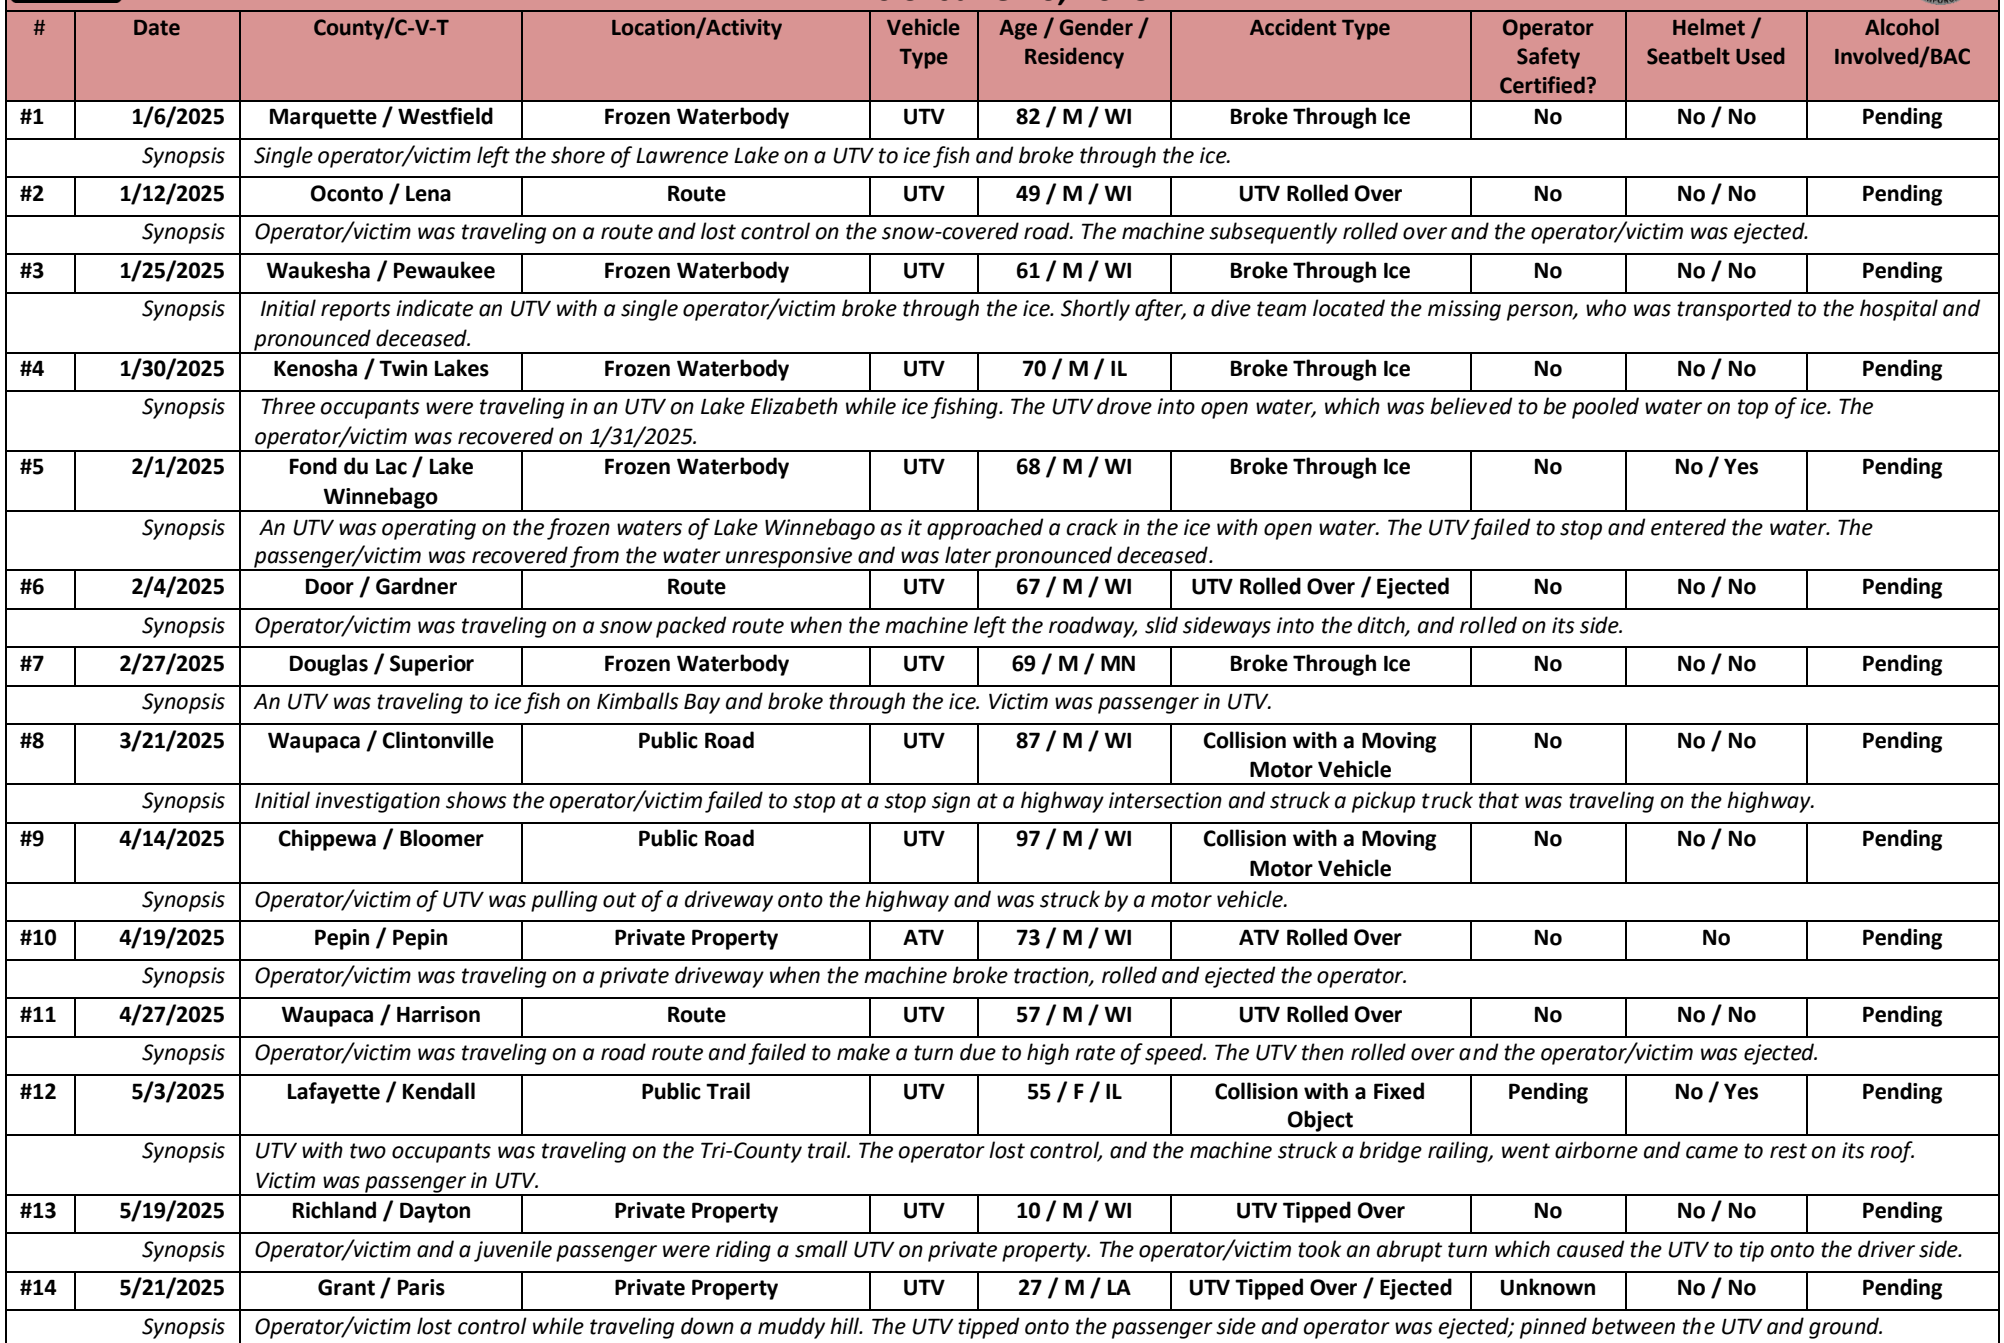 # Date County/C-V-T Location/Activity Vehicle Age / Gender / Accident Type Operator Helmet / Alcohol
Type Residency Safety Seatbelt Used Involved/BAC
Certified?
#1 1/6/2025 Marquette / Westfield Frozen Waterbody UTV 82 / M / WI Broke Through Ice No No / No Pending
Synopsis Single operator/victim left the shore of Lawrence Lake on a UTV to ice fish and broke through the ice.
#2 1/12/2025 Oconto / Lena Route UTV 49 / M / WI UTV Rolled Over No No / No Pending
Synopsis Operator/victim was traveling on a route and lost control on the snow-covered road. The machine subsequently rolled over and the operator/victim was ejected.
#3 1/25/2025 Waukesha / Pewaukee Frozen Waterbody UTV 61 / M / WI Broke Through Ice No No / No Pending
Synopsis Initial reports indicate an UTV with a single operator/victim broke through the ice. Shortly after, a dive team located the missing person, who was transported to the hospital and
pronounced deceased.
#4 1/30/2025 Kenosha / Twin Lakes Frozen Waterbody UTV 70 / M / IL Broke Through Ice No No / No Pending
Synopsis Three occupants were traveling in an UTV on Lake Elizabeth while ice fishing. The UTV drove into open water, which was believed to be pooled water on top of ice. The
operator/victim was recovered on 1/31/2025.
#5 2/1/2025 Fond du Lac / Lake Frozen Waterbody UTV 68 / M / WI Broke Through Ice No No / Yes Pending
Winnebago
Synopsis An UTV was operating on the frozen waters of Lake Winnebago as it approached a crack in the ice with open water. The UTV failed to stop and entered the water. The
passenger/victim was recovered from the water unresponsive and was later pronounced deceased.
#6 2/4/2025 Door / Gardner Route UTV 67 / M / WI UTV Rolled Over / Ejected No No / No Pending
Synopsis Operator/victim was traveling on a snow packed route when the machine left the roadway, slid sideways into the ditch, and rolled on its side.
#7 2/27/2025 Douglas / Superior Frozen Waterbody UTV 69 / M / MN Broke Through Ice No No / No Pending
Synopsis An UTV was traveling to ice fish on Kimballs Bay and broke through the ice. Victim was passenger in UTV.
#8 3/21/2025 Waupaca / Clintonville Public Road UTV 87 / M / WI Collision with a Moving No No / No Pending
Motor Vehicle
Synopsis Initial investigation shows the operator/victim failed to stop at a stop sign at a highway intersection and struck a pickup truck that was traveling on the highway.
#9 4/14/2025 Chippewa / Bloomer Public Road UTV 97 / M / WI Collision with a Moving No No / No Pending
Motor Vehicle
Synopsis Operator/victim of UTV was pulling out of a driveway onto the highway and was struck by a motor vehicle.
#10 4/19/2025 Pepin / Pepin Private Property ATV 73 / M / WI ATV Rolled Over No No Pending
Synopsis Operator/victim was traveling on a private driveway when the machine broke traction, rolled and ejected the operator.
#11 4/27/2025 Waupaca / Harrison Route UTV 57 / M / WI UTV Rolled Over No No / No Pending
Synopsis Operator/victim was traveling on a road route and failed to make a turn due to high rate of speed. The UTV then rolled over and the operator/victim was ejected.
#12 5/3/2025 Lafayette / Kendall Public Trail UTV 55 / F / IL Collision with a Fixed Pending No / Yes Pending
Object
Synopsis UTV with two occupants was traveling on the Tri-County trail. The operator lost control, and the machine struck a bridge railing, went airborne and came to rest on its roof.
Victim was passenger in UTV.
#13 5/19/2025 Richland / Dayton Private Property UTV 10 / M / WI UTV Tipped Over No No / No Pending
Synopsis Operator/victim and a juvenile passenger were riding a small UTV on private property. The operator/victim took an abrupt turn which caused the UTV to tip onto the driver side.
#14 5/21/2025 Grant / Paris Private Property UTV 27 / M / LA UTV Tipped Over / Ejected Unknown No / No Pending
Synopsis Operator/victim lost control while traveling down a muddy hill. The UTV tipped onto the passenger side and operator was ejected; pinned between the UTV and ground.